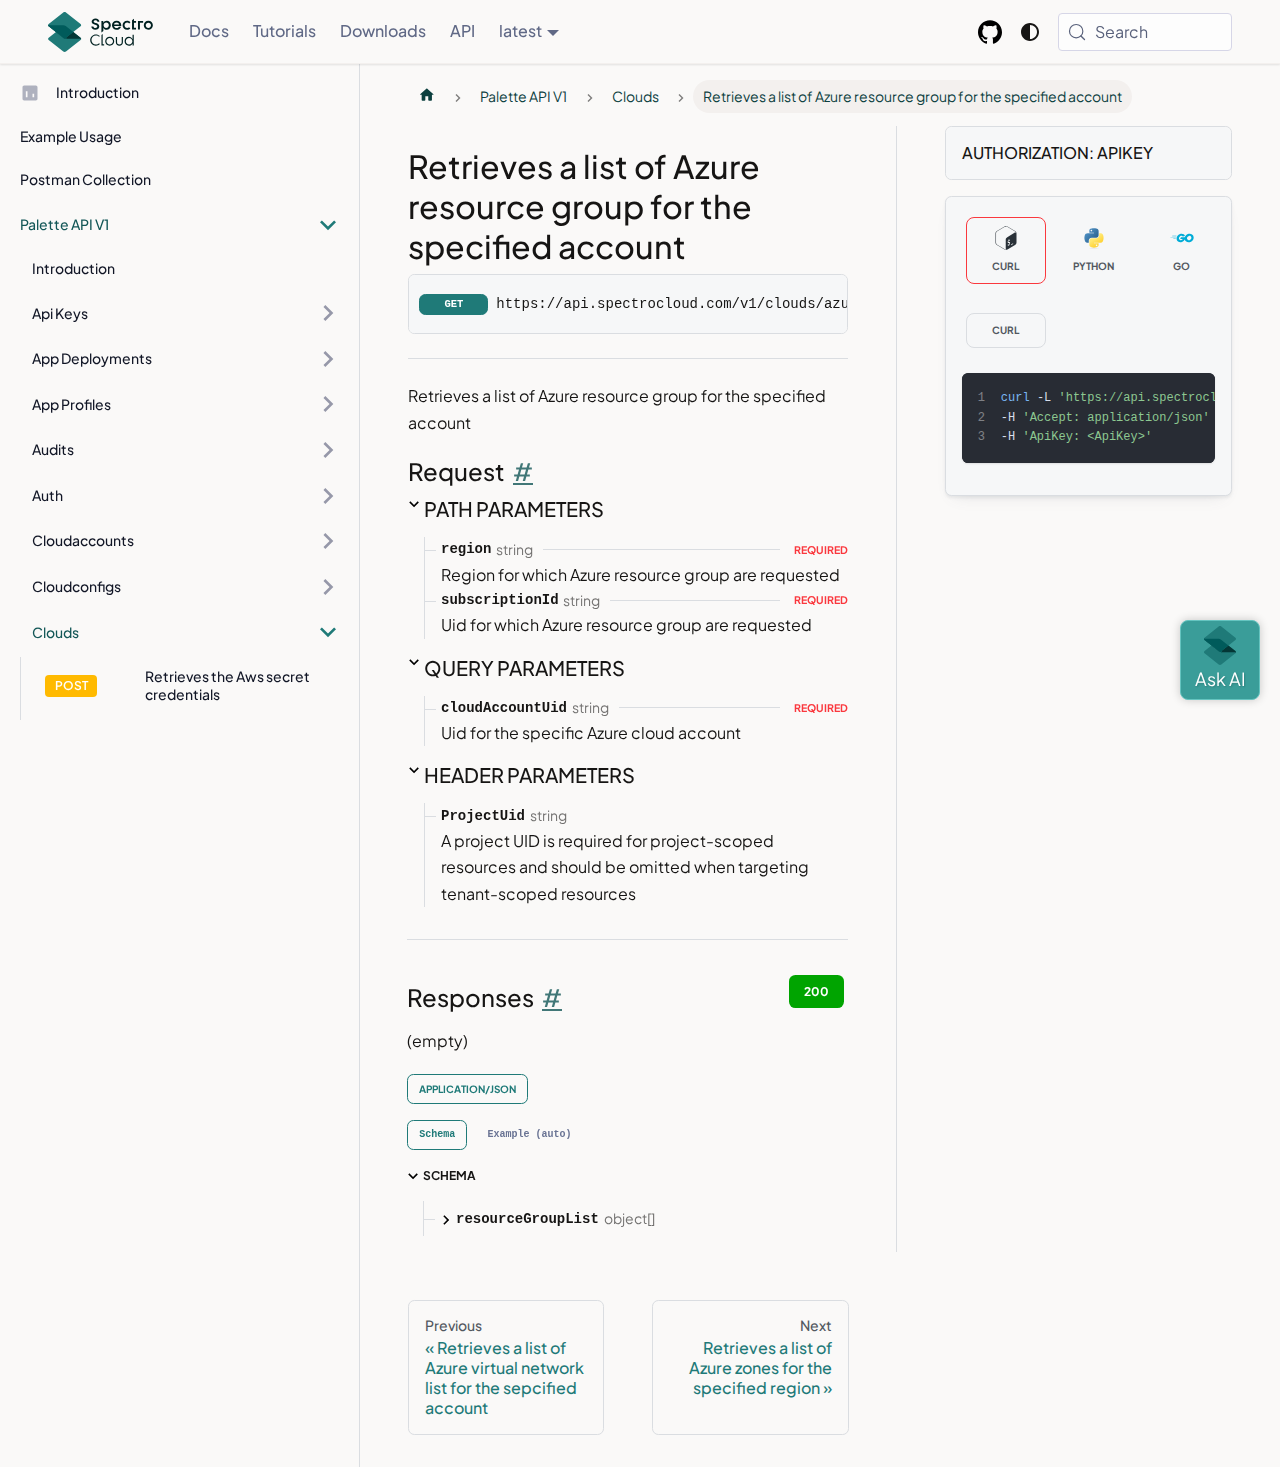 Spectro Cloud
Docs
Tutorials
Downloads
API
latest
Search
Introduction
Example Usage
Postman Collection
Palette API V1
Introduction
Api Keys
App Deployments
App Profiles
Audits
Auth
Cloudaccounts
Cloudconfigs
Clouds
POST
Retrieves the Aws secret
credentials
Palette API V1
Clouds
Retrieves a list of Azure resource group for the specified account
Retrieves a list of Azure
resource group for the
specified account
GET https://api.spectrocloud.com/v1/clouds/azu
Retrieves a list of Azure resource group for the specified
account
Request #
PATH PARAMETERS
region string REQUIRED
Region for which Azure resource group are requested
subscriptionId string REQUIRED
Uid for which Azure resource group are requested
QUERY PARAMETERS
cloudAccountUid string REQUIRED
Uid for the specific Azure cloud account
HEADER PARAMETERS
ProjectUid string
A project UID is required for project-scoped
resources and should be omitted when targeting
tenant-scoped resources
Responses #
200
(empty)
APPLICATION/JSON
Schema
Example (auto)
SCHEMA
resourceGroupList object[]
Previous
« Retrieves a list of
Azure virtual network
list for the sepcified
account
Next
Retrieves a list of
Azure zones for the
specified region »
AUTHORIZATION: APIKEY
CURL
PYTHON
GO
CURL
1 curl -L 'https://api.spectrocl
2 -H 'Accept: application/json'
3 -H 'ApiKey: <ApiKey>'
Ask AI